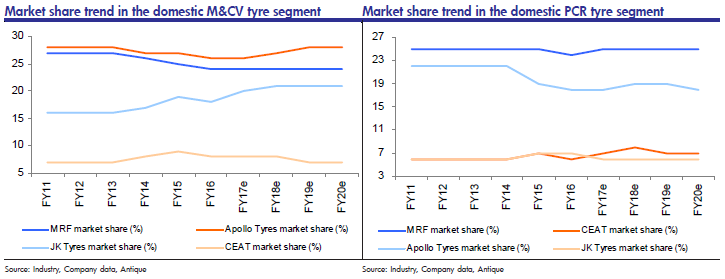 Market share trend in the domestic M&CV tyre segment
30
25
20
15
10
5
FY11
FY12
FY13
FY14
FY15
FY16
FY17e
FY18e
FY19e
FY20e
MRF market share (%)
Apollo Tyres market share (%)
JK Tyres market share (%)
CEAT market share (%)
Source: Industry, Company data, Antique
Market share trend in the domestic PCR tyre segment
27
23
19
15
11
7
3
FY11
FY12
FY13
FY14
FY15
FY16
FY17e
FY18e
FY19e
FY20e
MRF market share (%)
CEAT market share (%)
Apollo Tyres market share (%)
JK Tyres market share (%)
Source: Industry, Company data, Antique